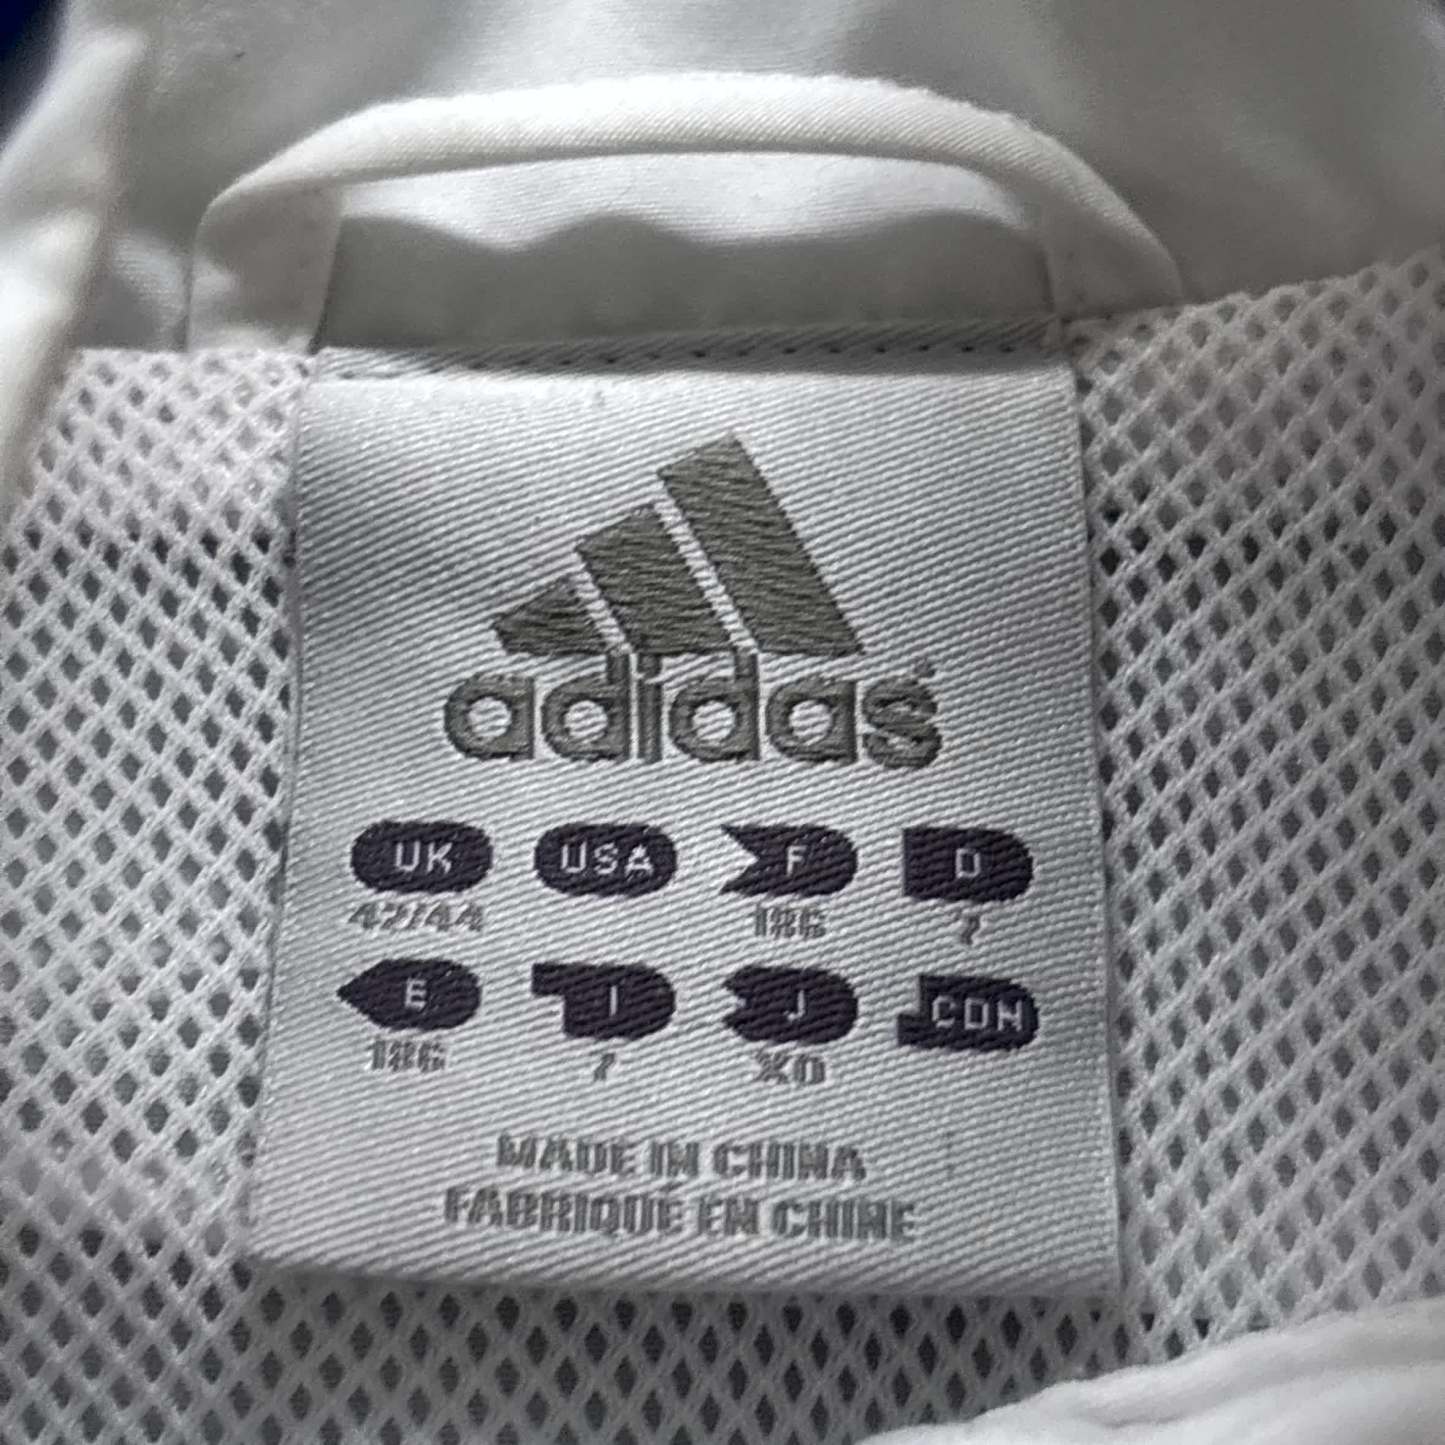 adidas®
UK USA F D
42/44 186 7
E I J CDN
186 7 XO
MADE IN CHINA
FABRIQUÉ EN CHINE